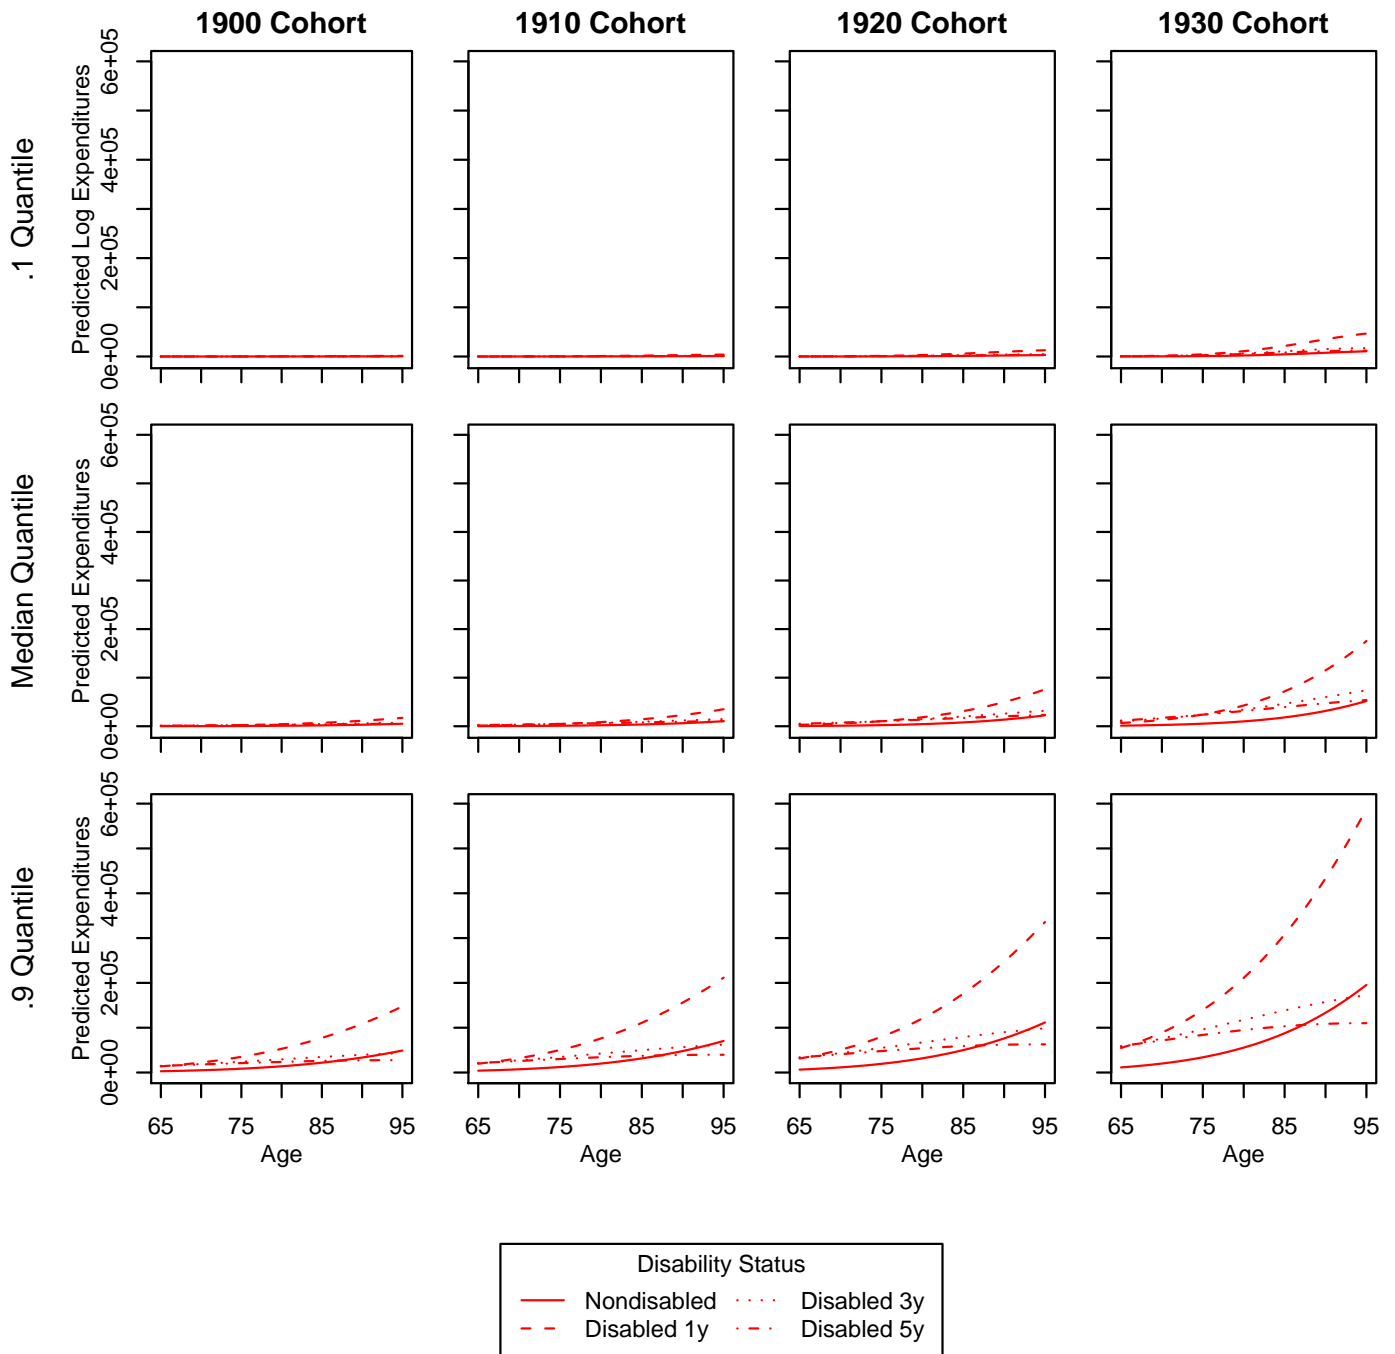 1900 Cohort 1910 Cohort 1920 Cohort 1930 Cohort
.1 Quantile
Predicted Log Expenditures
0e+00 2e+05 4e+05 6e+05
Median Quantile
Predicted Expenditures
0e+00 2e+05 4e+05 6e+05
.9 Quantile
Predicted Expenditures
0e+00 2e+05 4e+05 6e+05
65 75 85 95 65 75 85 95 65 75 85 95 65 75 85 95
Age Age Age Age
Disability Status
Nondisabled Disabled 3y
Disabled 1y Disabled 5y